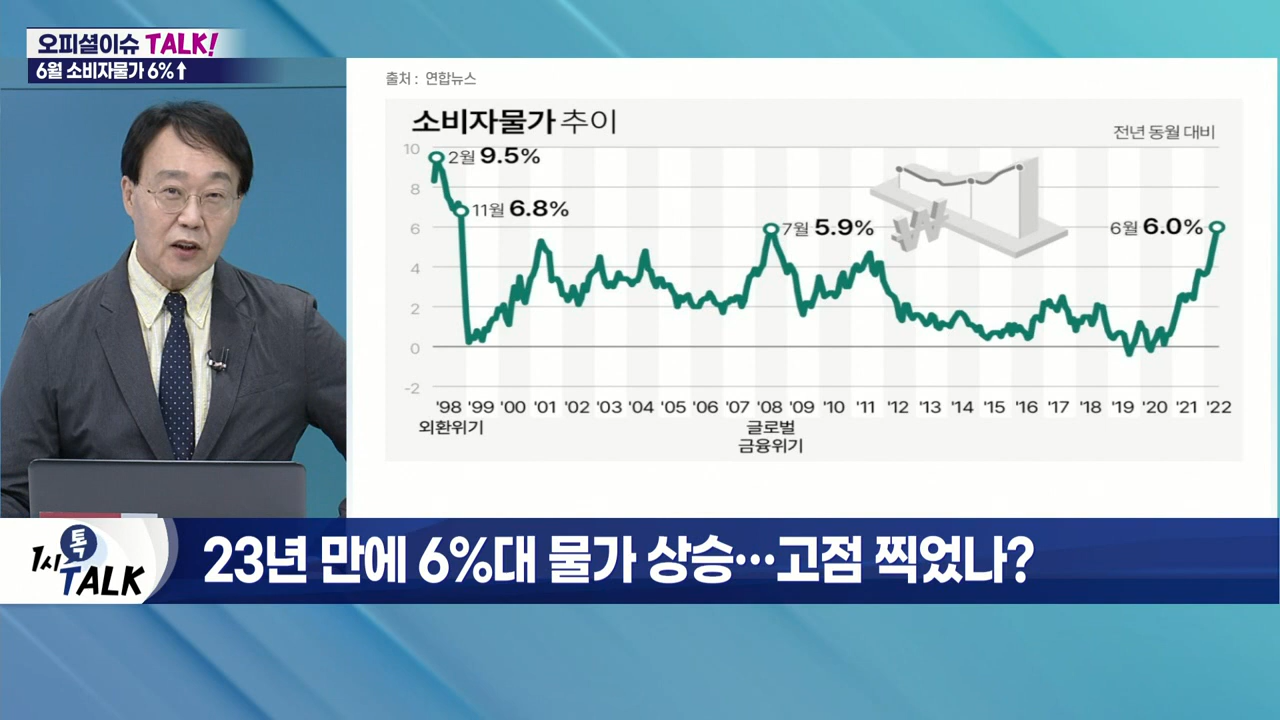 오피셜이슈 TALK!
6월 소비자물가 6%↑
출처 : 연합뉴스
소비자물가 추이
전년 동월 대비
10
8
6
4
2
0
-2
2월 9.5%
11월 6.8%
7월 5.9%
6월 6.0%
₩
'98 '99 '00 '01 '02 '03 '04 '05 '06 '07 '08 '09 '10 '11 '12 '13 '14 '15 '16 '17 '18 '19 '20 '21 '22
외환위기
글로벌
금융위기
1시 톡 TALK
23년 만에 6%대 물가 상승…고점 찍었나?